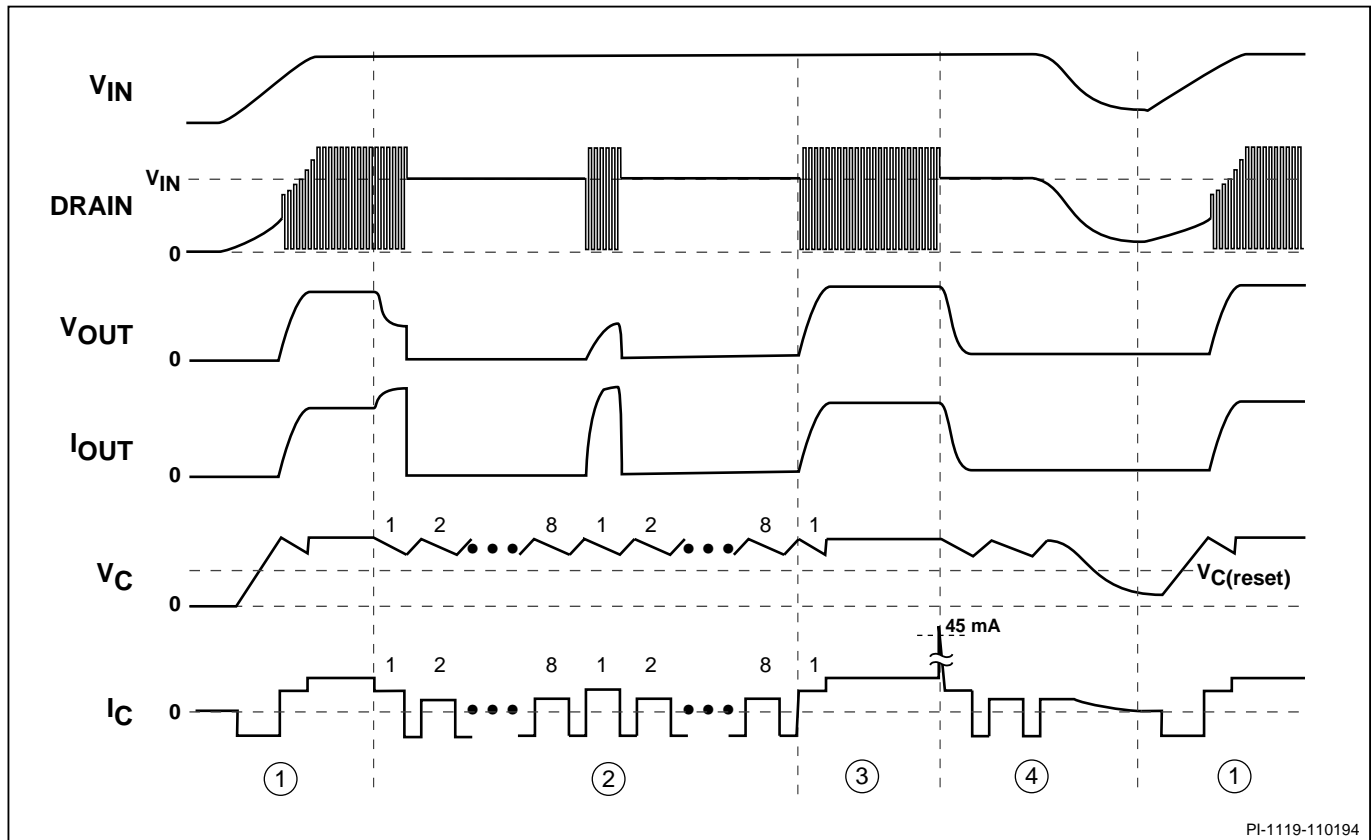 VIN
VIN
DRAIN
0
VOUT
0
IOUT
0
1 2 8 1 2 8 1
VC
VC(reset)
0
45 mA
1 2 8 1 2 8 1
IC
0
1 2 3 4 1
PI-1119-110194